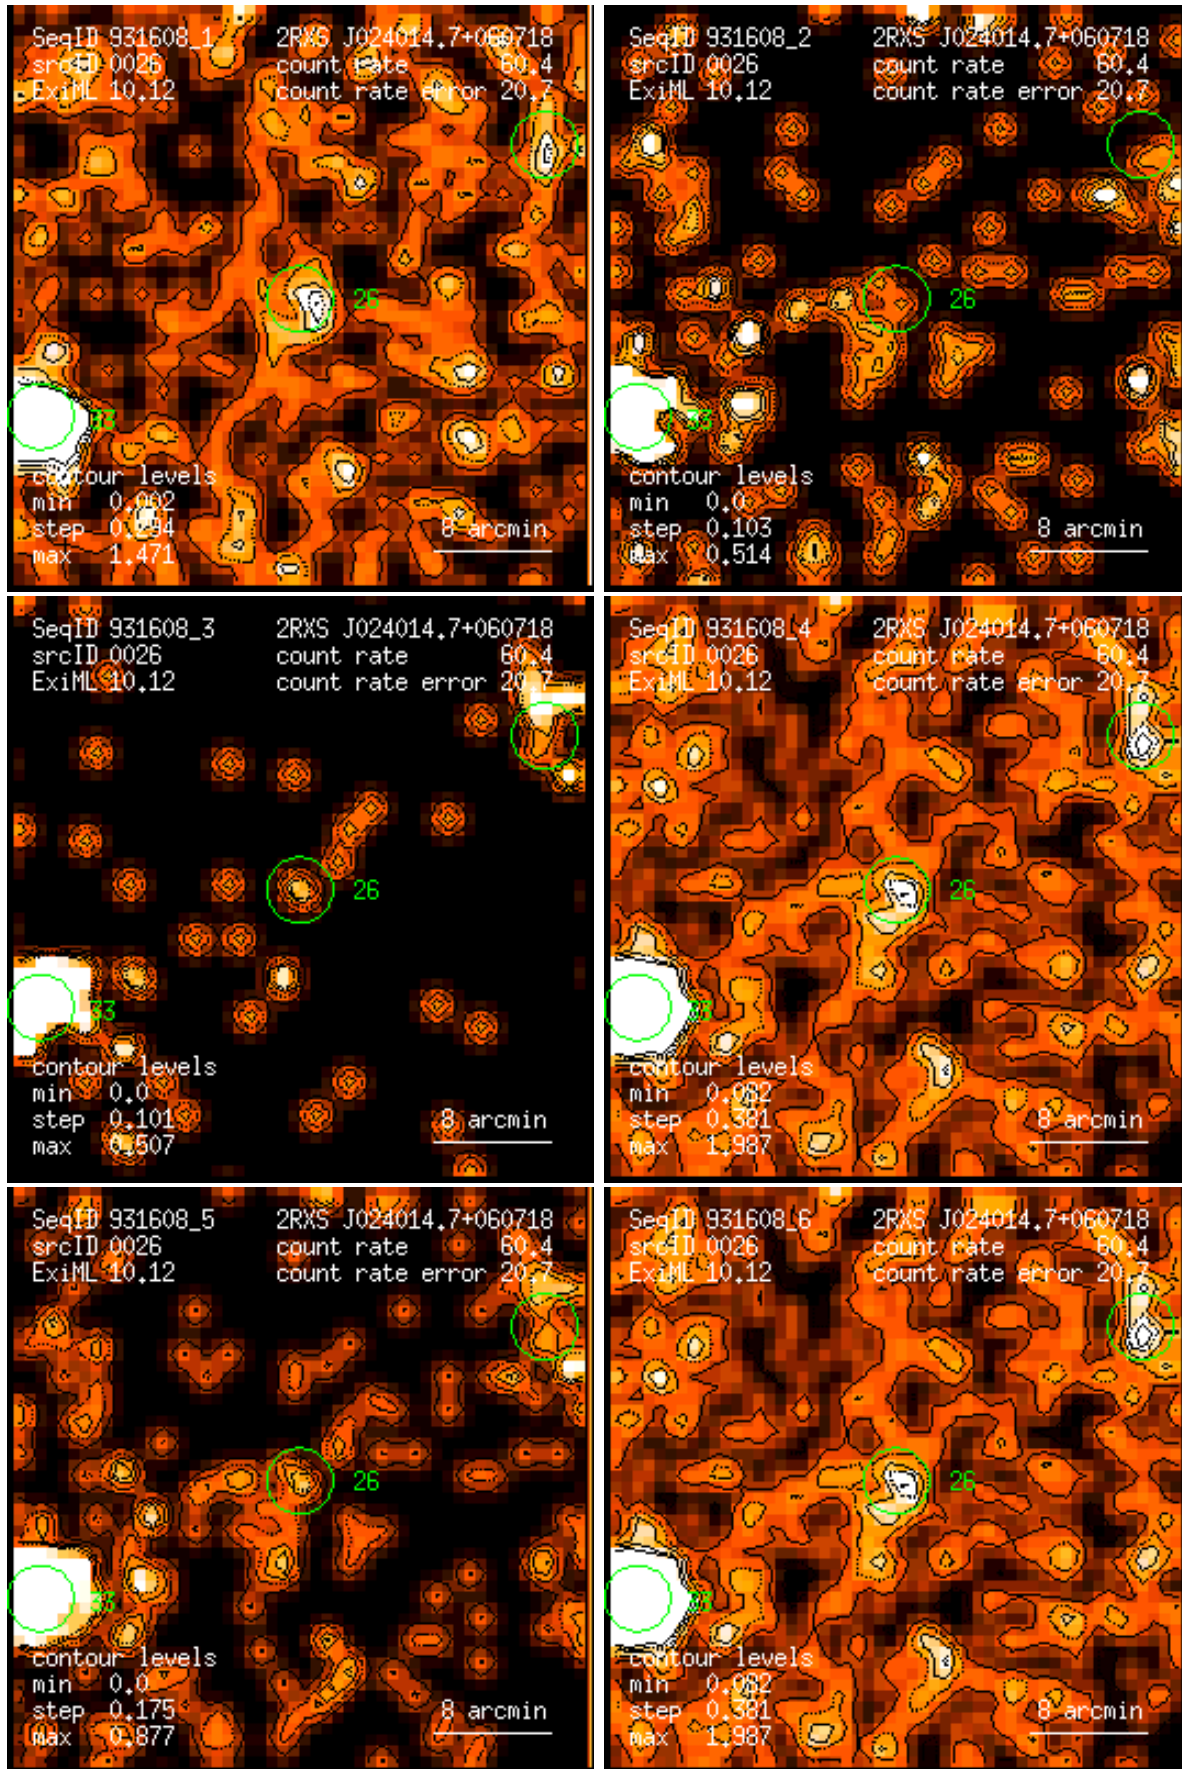 SeqID 931608_1 2RXS J024014.7+060718
srcID 0026 count rate 60.4
ExiML 10.12 count rate error 20.7
26
33
contour levels
min 0.002
step 0.294
max 1.471
8 arcmin
SeqID 931608_2 2RXS J024014.7+060718
srcID 0026 count rate 60.4
ExiML 10.12 count rate error 20.7
26
33
contour levels
min 0.0
step 0.103
max 0.514
8 arcmin
SeqID 931608_3 2RXS J024014.7+060718
srcID 0026 count rate 60.4
ExiML 10.12 count rate error 20.7
26
33
contour levels
min 0.0
step 0.101
max 0.507
8 arcmin
SeqID 931608_4 2RXS J024014.7+060718
srcID 0026 count rate 60.4
ExiML 10.12 count rate error 20.7
26
33
contour levels
min 0.082
step 0.381
max 1.987
8 arcmin
SeqID 931608_5 2RXS J024014.7+060718
srcID 0026 count rate 60.4
ExiML 10.12 count rate error 20.7
26
33
contour levels
min 0.0
step 0.175
max 0.877
8 arcmin
SeqID 931608_6 2RXS J024014.7+060718
srcID 0026 count rate 60.4
ExiML 10.12 count rate error 20.7
26
33
contour levels
min 0.082
step 0.381
max 1.987
8 arcmin